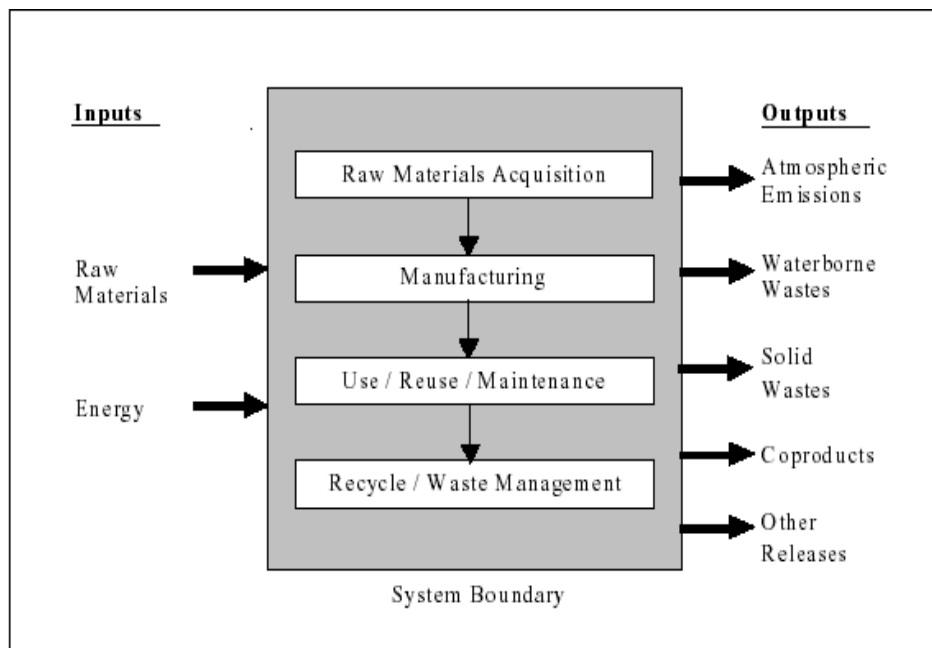 Inputs
Raw
Materials
Energy
Raw Materials Acquisition
Manufacturing
Use / Reuse / Maintenance
Recycle / Waste Management
System Boundary
Outputs
Atmospheric
Emissions
Waterborne
Wastes
Solid
Wastes
Coproducts
Other
Releases